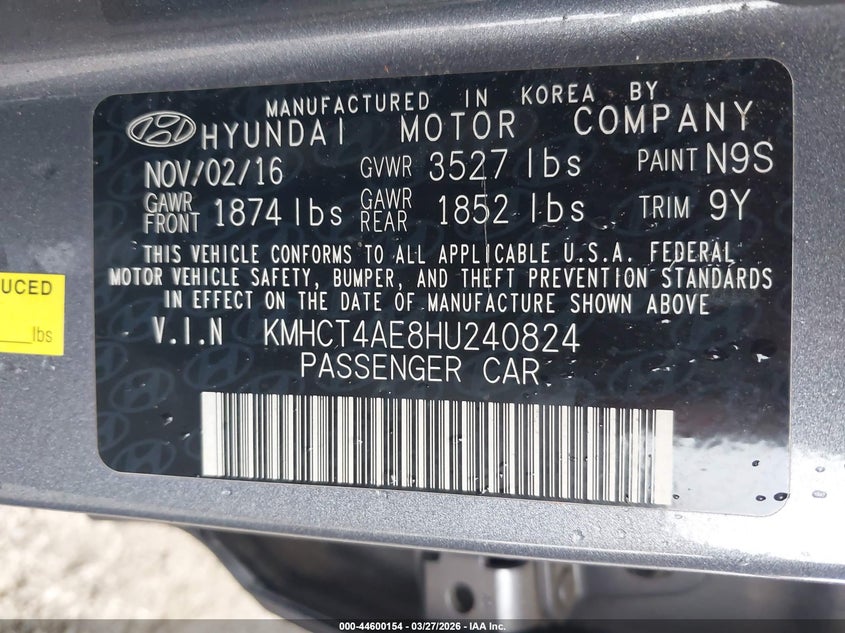 MANUFACTURED IN KOREA BY
HYUNDAI MOTOR COMPANY
NOV/02/16 GVWR 3527 lbs PAINT N9S
GAWR FRONT 1874 lbs GAWR REAR 1852 lbs TRIM 9Y
THIS VEHICLE CONFORMS TO ALL APPLICABLE U.S.A. FEDERAL
MOTOR VEHICLE SAFETY, BUMPER, AND THEFT PREVENTION STANDARDS
IN EFFECT ON THE DATE OF MANUFACTURE SHOWN ABOVE
V.I.N KMHCT4AE8HU240824
PASSENGER CAR
UCED
lbs
000-44600154 - 03/27/2026 - IAA Inc.